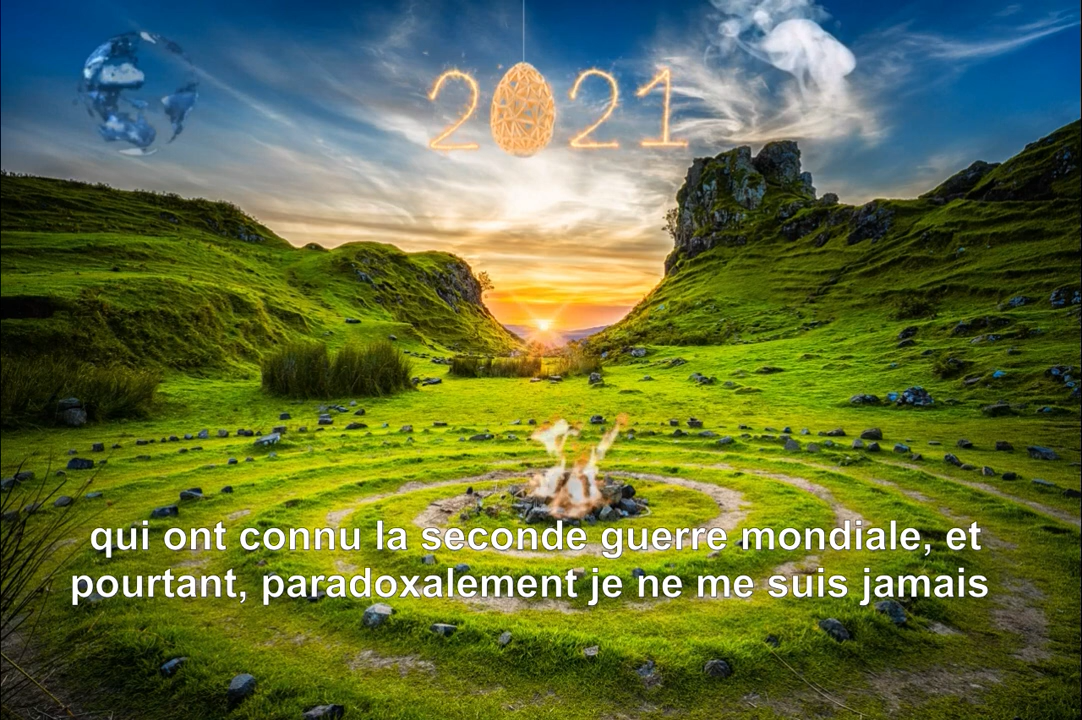 2021
qui ont connu la seconde guerre mondiale, et
pourtant, paradoxalement je ne me suis jamais